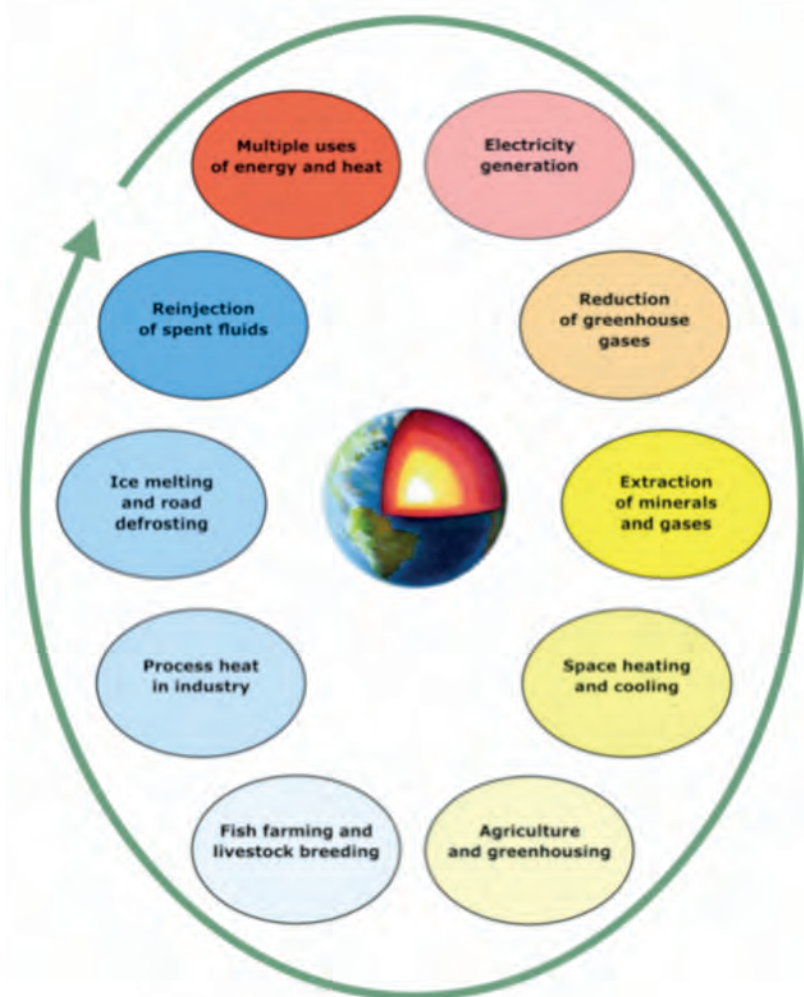 Multiple uses
of energy and heat
Electricity
generation
Reduction
of greenhouse
gases
Extraction
of minerals
and gases
Space heating
and cooling
Agriculture
and greenhousing
Fish farming and
livestock breeding
Process heat
in industry
Ice melting
and road
defrosting
Reinjection
of spent fluids